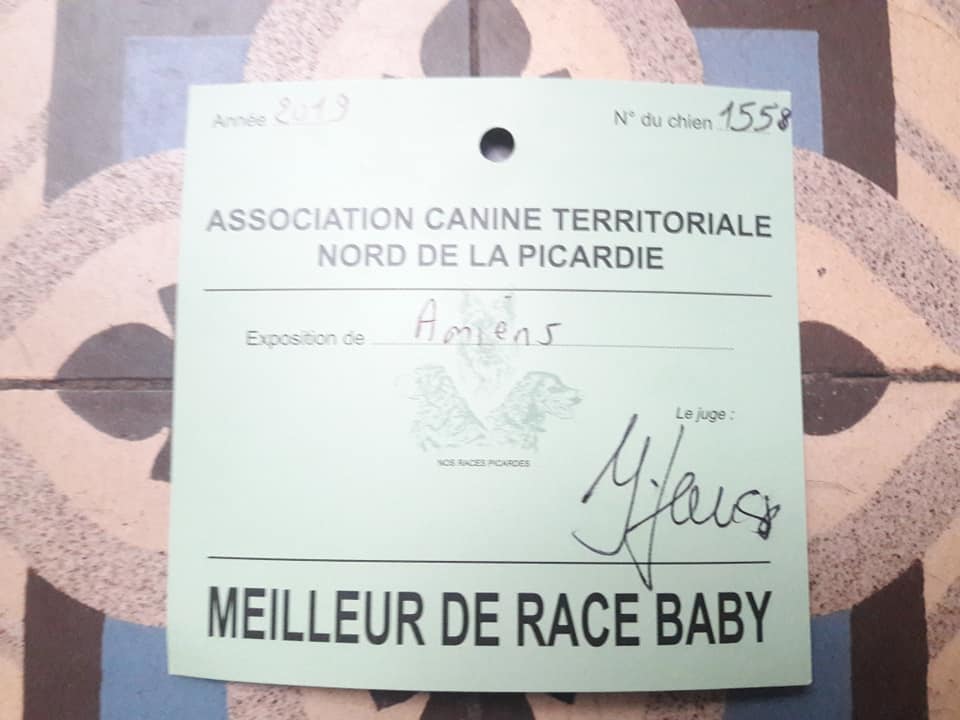 Année 2019 N° du chien 1558
ASSOCIATION CANINE TERRITORIALE
NORD DE LA PICARDIE
Exposition de Amiens
Le juge :
NOS RACES PICARDES
MEILLEUR DE RACE BABY